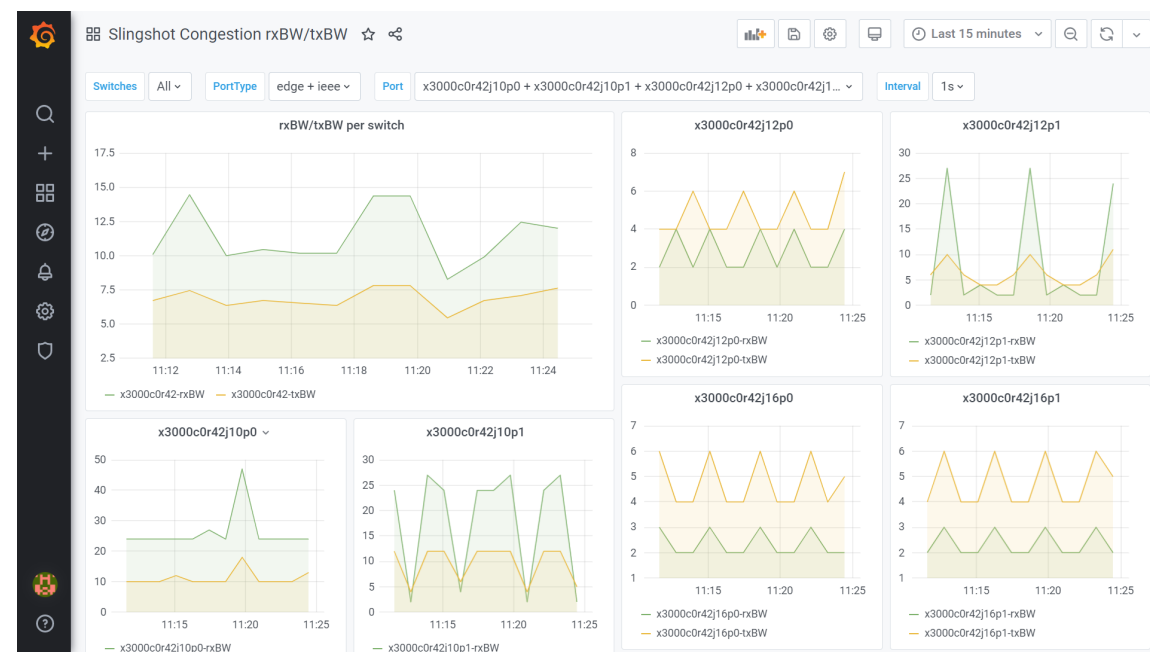 Slingshot Congestion rxBW/txBW
Last 15 minutes
Switches All PortType edge + ieee Port x3000c0r42j10p0 + x3000c0r42j10p1 + x3000c0r42j12p0 + x3000c0r42j1... Interval 1s
rxBW/txBW per switch
17.5
15.0
12.5
10.0
7.5
5.0
2.5
11:12 11:14 11:16 11:18 11:20 11:22 11:24
x3000c0r42-rxBW x3000c0r42-txBW
x3000c0r42j12p0
8
6
4
2
0
11:15 11:20 11:25
x3000c0r42j12p0-rxBW
x3000c0r42j12p0-txBW
x3000c0r42j12p1
30
25
20
15
10
5
0
11:15 11:20 11:25
x3000c0r42j12p1-rxBW
x3000c0r42j12p1-txBW
x3000c0r42j10p0
50
40
30
20
10
0
11:15 11:20 11:25
x3000c0r42j10p0-rxBW
x3000c0r42j10p1
30
25
20
15
10
5
0
11:15 11:20 11:25
x3000c0r42j10p1-rxBW
x3000c0r42j16p0
7
6
5
4
3
2
1
11:15 11:20 11:25
x3000c0r42j16p0-rxBW
x3000c0r42j16p0-txBW
x3000c0r42j16p1
7
6
5
4
3
2
1
11:15 11:20 11:25
x3000c0r42j16p1-rxBW
x3000c0r42j16p1-txBW